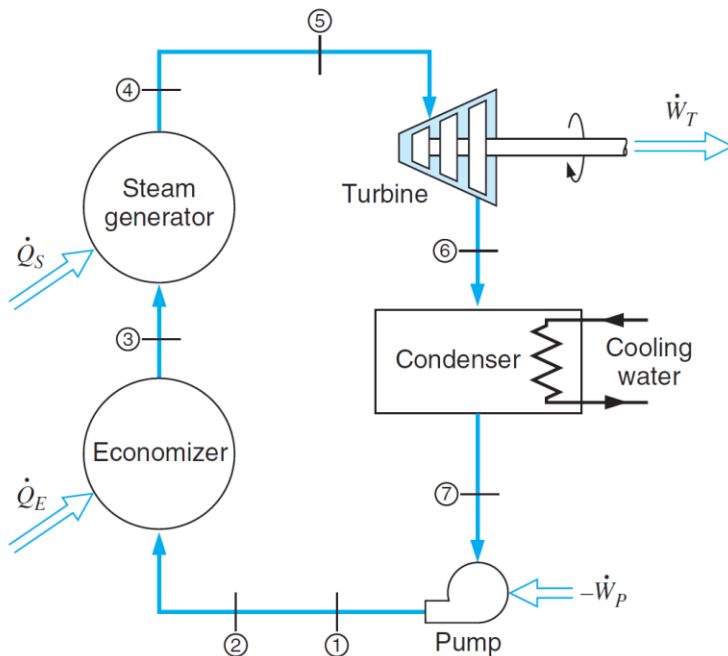 ⑤
④
Ẇ_T
Steam
generator
Turbine
⑥
Q̇_S
③
Condenser
Cooling
water
Economizer
Q̇_E
⑦
–Ẇ_P
②
①
Pump